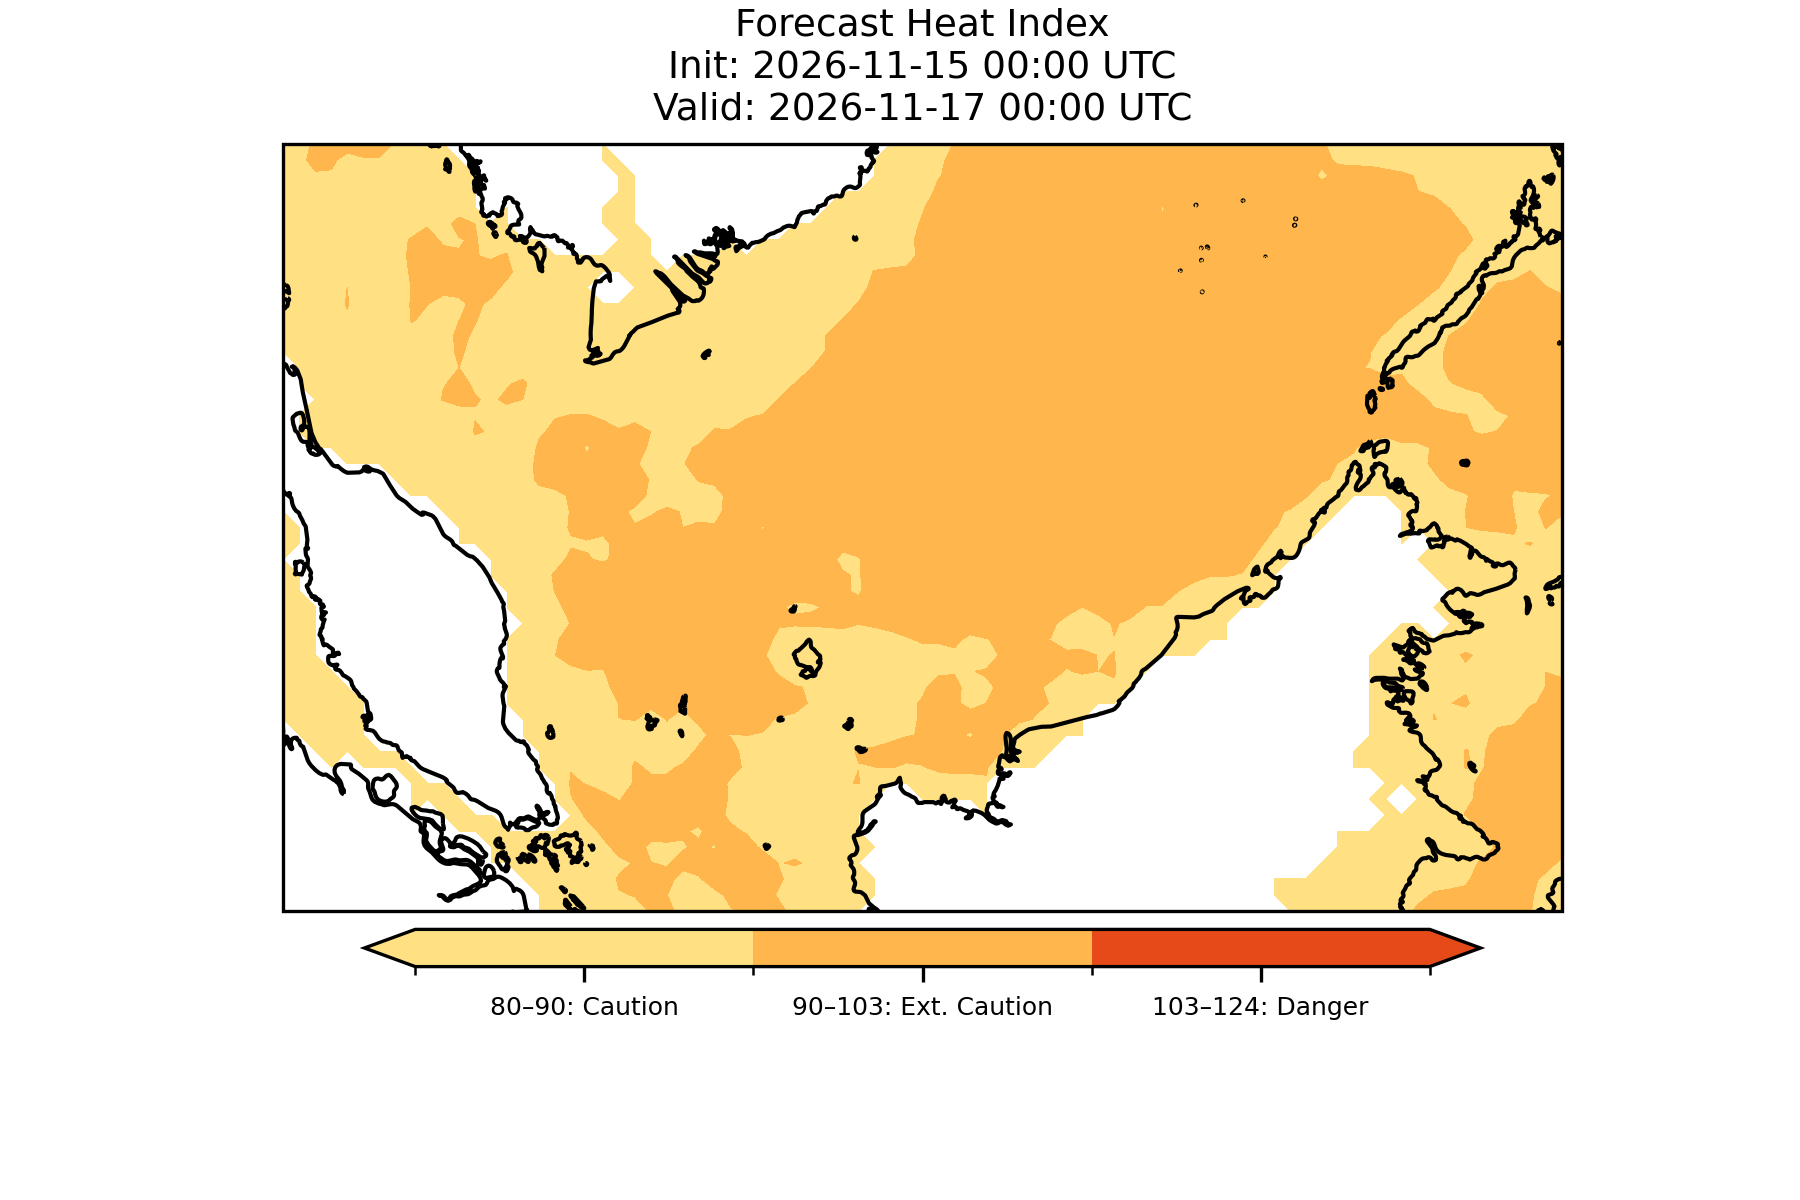 Forecast Heat Index
Init: 2026-11-15 00:00 UTC
Valid: 2026-11-17 00:00 UTC
80–90: Caution
90–103: Ext. Caution
103–124: Danger